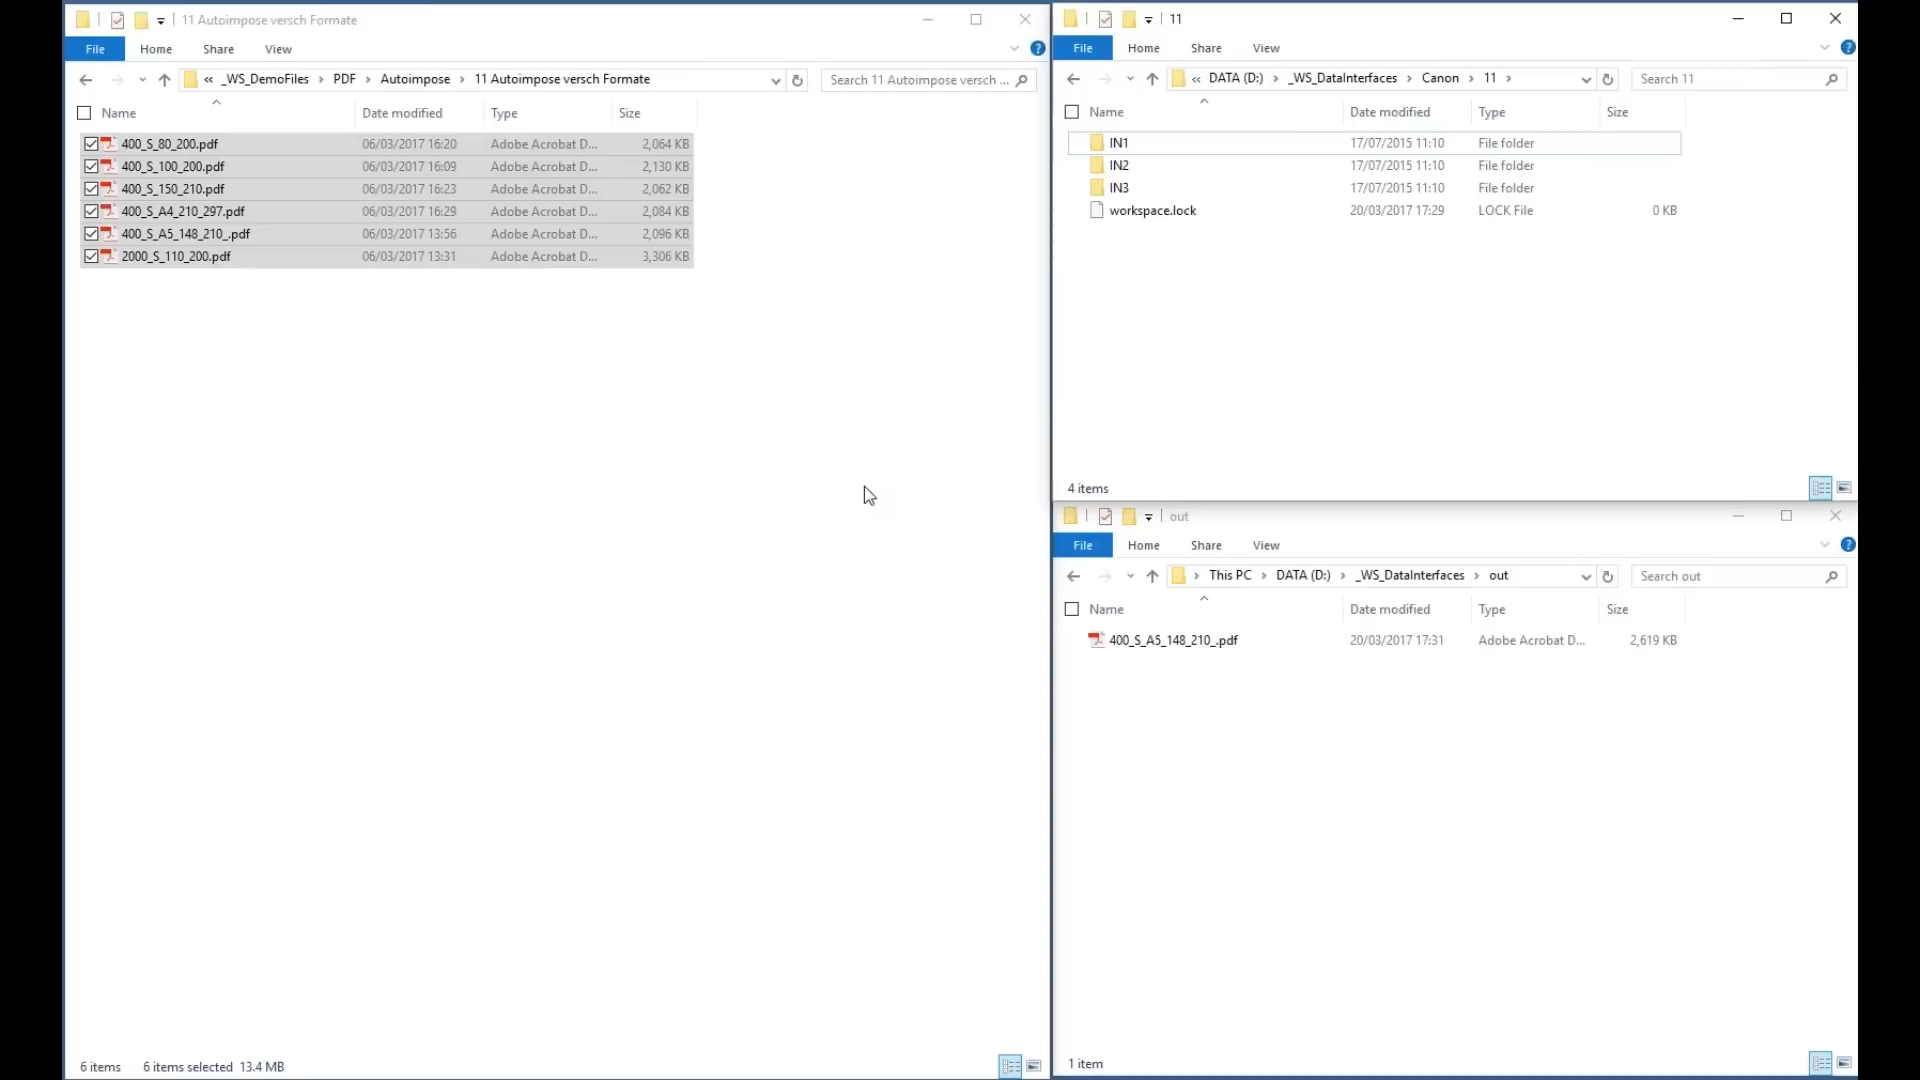 11 Autoimpose versch Formate
File Home Share View
« _WS_DemoFiles PDF Autoimpose 11 Autoimpose versch Formate Search 11 Autoimpose versch ...
Name Date modified Type Size
400_S_80_200.pdf 06/03/2017 16:20 Adobe Acrobat D... 2,064 KB
400_S_100_200.pdf 06/03/2017 16:09 Adobe Acrobat D... 2,130 KB
400_S_150_210.pdf 06/03/2017 16:23 Adobe Acrobat D... 2,062 KB
400_S_A4_210_297.pdf 06/03/2017 16:29 Adobe Acrobat D... 2,084 KB
400_S_A5_148_210_.pdf 06/03/2017 13:56 Adobe Acrobat D... 2,096 KB
2000_S_110_200.pdf 06/03/2017 13:31 Adobe Acrobat D... 3,306 KB
6 items 6 items selected 13.4 MB
11
File Home Share View
« DATA (D:) _WS_DataInterfaces Canon 11 Search 11
Name Date modified Type Size
IN1 17/07/2015 11:10 File folder
IN2 17/07/2015 11:10 File folder
IN3 17/07/2015 11:10 File folder
workspace.lock 20/03/2017 17:29 LOCK File 0 KB
4 items
out
File Home Share View
This PC DATA (D:) _WS_DataInterfaces out Search out
Name Date modified Type Size
400_S_A5_148_210_.pdf 20/03/2017 17:31 Adobe Acrobat D... 2,619 KB
1 item